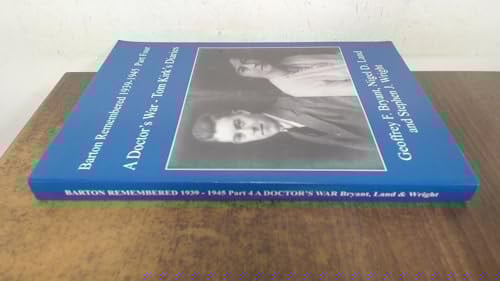 Barton Remembered 1939-1945 Part Four
A Doctor's War - Tom Kirk's Diaries
Geoffrey F. Bryant, Nigel D. Land
and Stephen J. Wright
BARTON REMEMBERED 1939 - 1945 Part 4 A DOCTOR'S WAR Bryant, Land & Wright